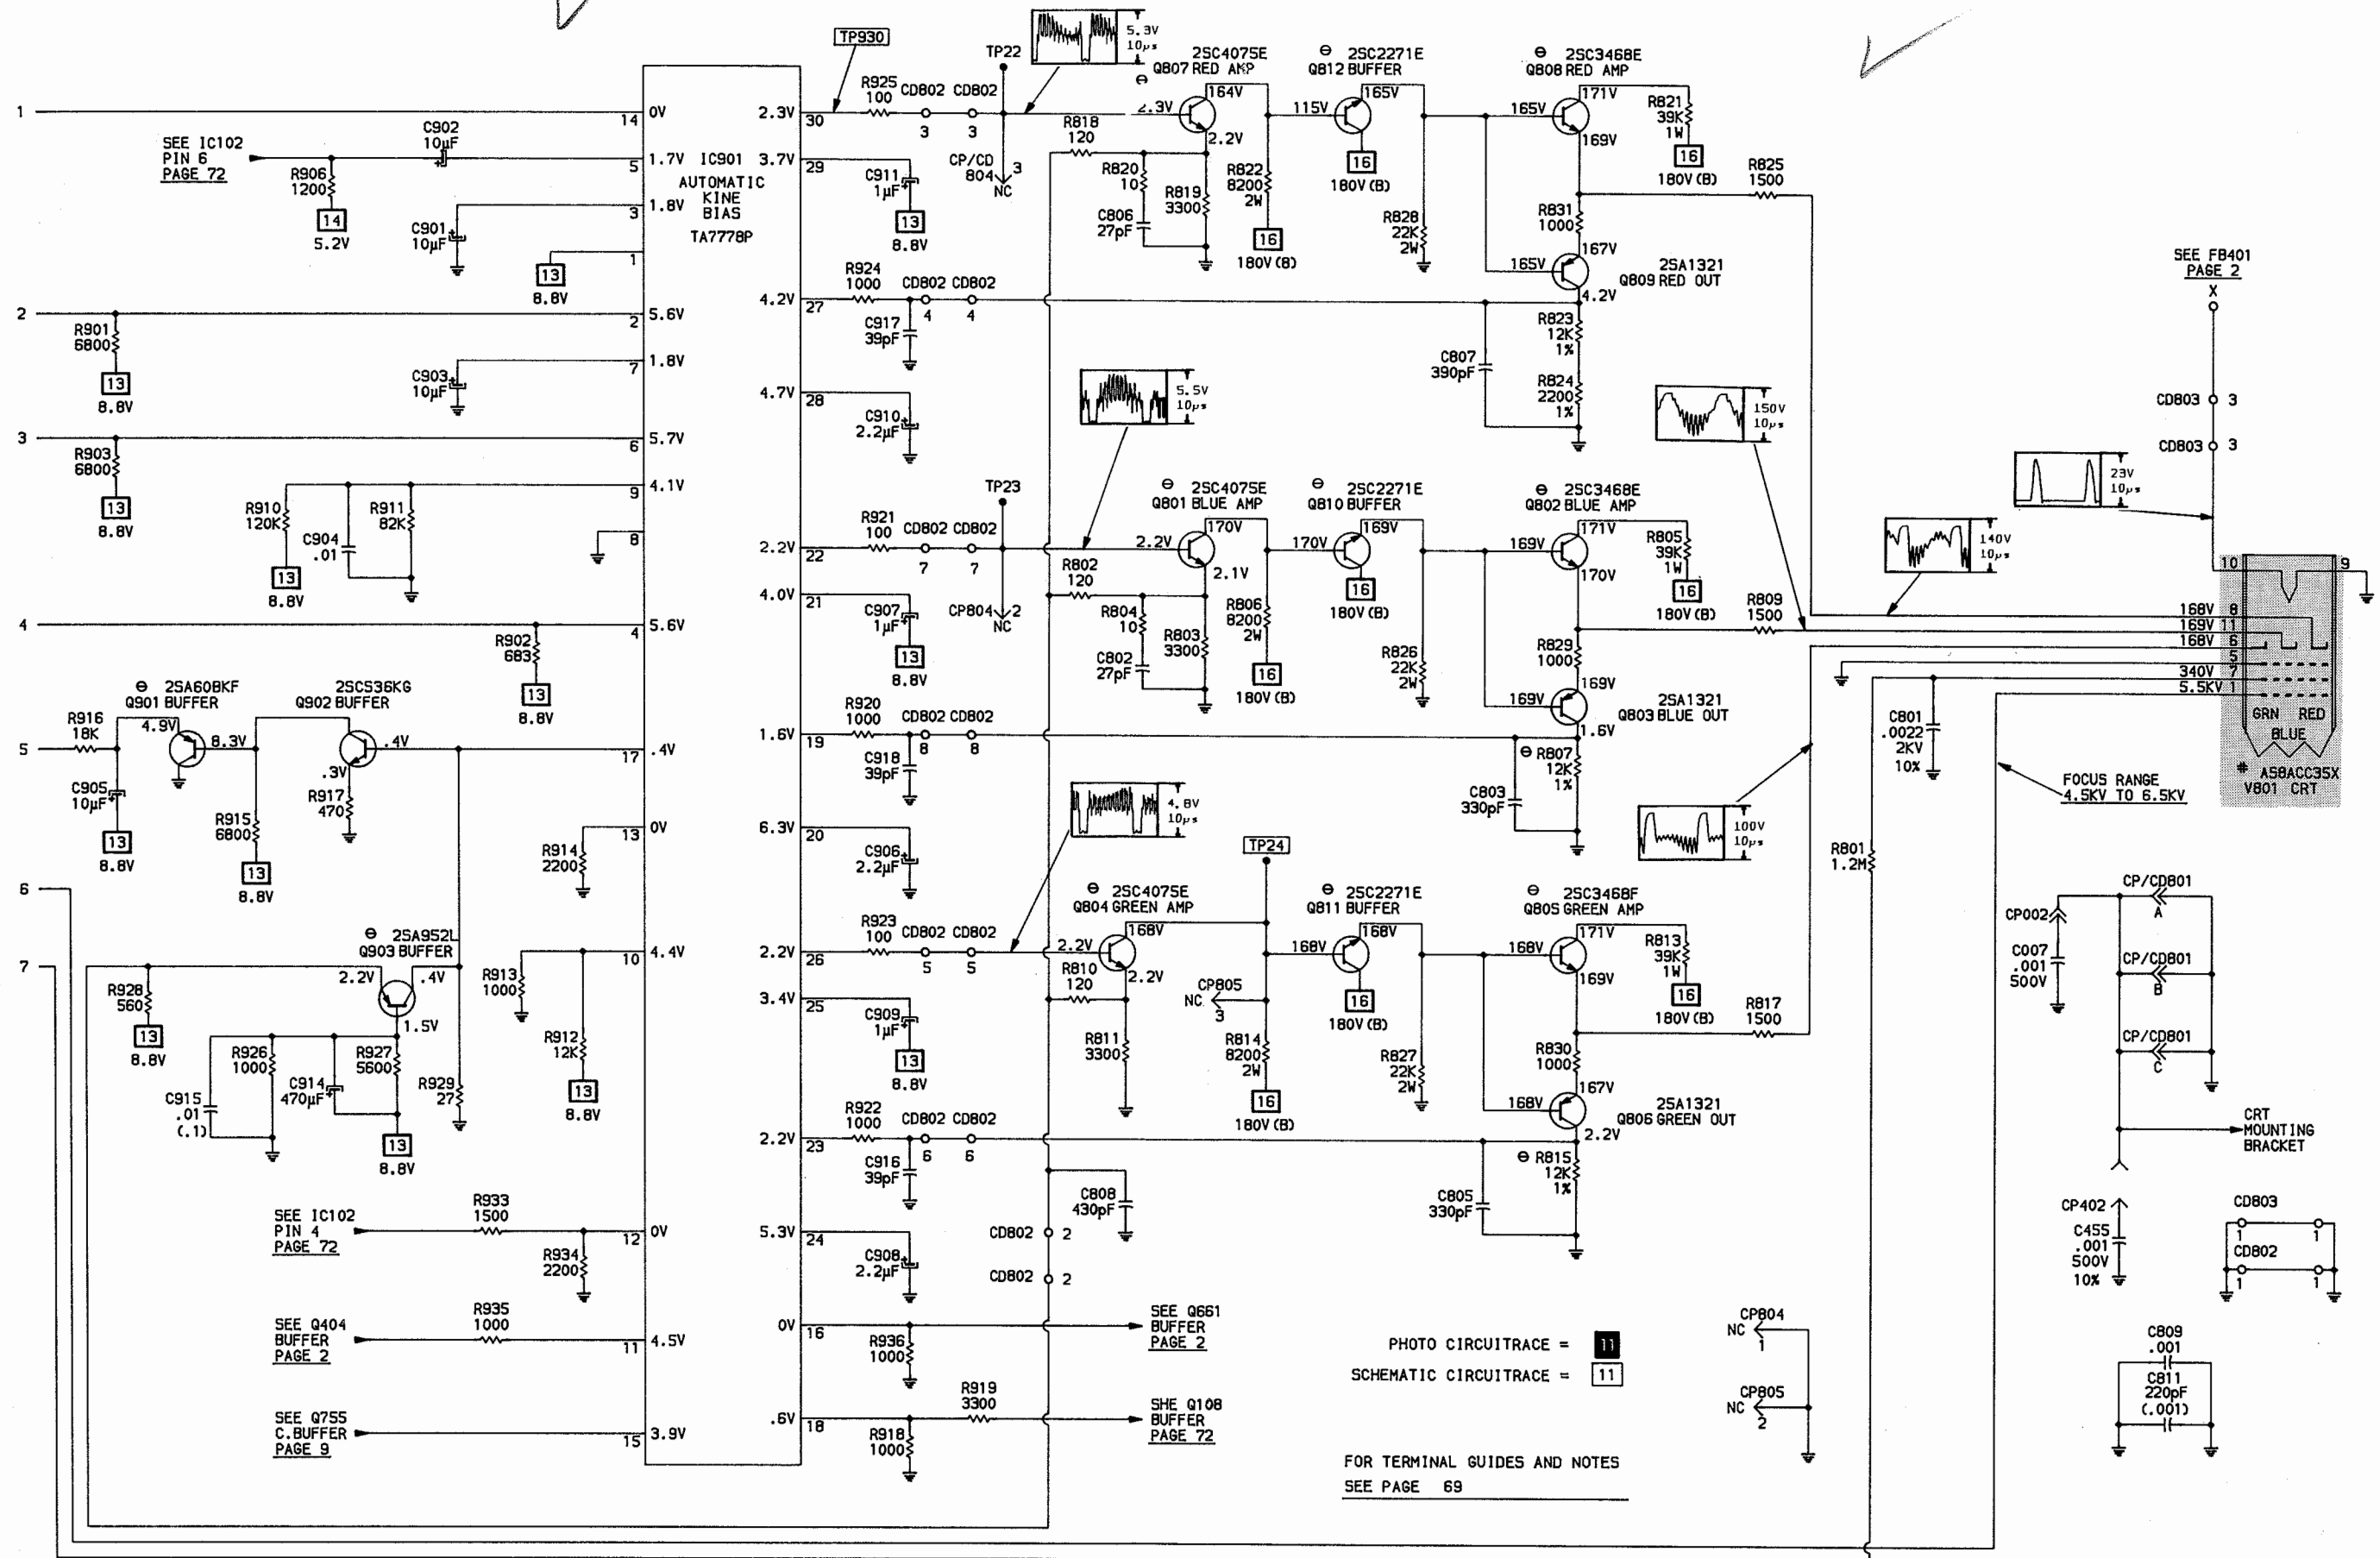 TP930
TP22
5.3V
10µs
2SC4075E
Q807 RED AMP
2SC2271E
Q812 BUFFER
2SC3468E
Q808 RED AMP
1
14
0V
SEE IC102
PIN 6
PAGE 72
C902
10µF
R906
1200
14
5.2V
5
1.7V
IC901
AUTOMATIC
KINE
BIAS
TA7778P
C901
10µF
3
1.8V
1
13
8.8V
2.3V
30
R925
100
CD802 CD802
3 3
3.7V
29
C911
1µF
13
8.8V
CP/CD
804
3
NC
2.3V
164V
2.2V
R818
120
R820
10
C806
27pF
R819
3300
R822
8200
2W
16
180V(B)
115V
165V
16
180V(B)
R828
22K
2W
165V
171V
169V
R821
39K
1W
16
180V(B)
R825
1500
R831
1000
167V
165V
2SA1321
Q809 RED OUT
4.2V
R823
12K
1%
R824
2200
1%
C807
390pF
4.2V
27
R924
1000
CD802 CD802
4 4
C917
39pF
2
R901
6800
13
8.8V
2
5.6V
C903
10µF
7
1.8V
4.7V
28
C910
2.2µF
3
R903
6800
13
8.8V
6
5.7V
9
4.1V
R910
120K
13
8.8V
C904
.01
R911
82K
8
5.5V
10µs
TP23
2SC4075E
Q801 BLUE AMP
2SC2271E
Q810 BUFFER
2SC3468E
Q802 BLUE AMP
2.2V
22
R921
100
CD802 CD802
7 7
4.0V
21
C907
1µF
13
8.8V
CP804
2
NC
2.2V
170V
2.1V
R802
120
R804
10
C802
27pF
R803
3300
R806
8200
2W
16
180V(B)
170V
169V
16
180V(B)
R826
22K
2W
169V
171V
170V
R805
39K
1W
16
180V(B)
R809
1500
R829
1000
169V
169V
2SA1321
Q803 BLUE OUT
1.6V
R807
12K
1%
C803
330pF
1.6V
19
R920
1000
CD802 CD802
8 8
C918
39pF
150V
10µs
SEE FB401
PAGE 2
X
CD803 3
CD803 3
23V
10µs
140V
10µs
10
9
168V 8
169V 11
168V 6
5
340V 7
5.5KV 1
GRN RED
BLUE
# A58ACC35X
V801 CRT
C801
.0022
2KV
10%
FOCUS RANGE
4.5KV TO 6.5KV
R801
1.2M
100V
10µs
4
R902
683
13
8.8V
4
5.6V
5
R916
18K
C905
10µF
13
8.8V
2SA608KF
Q901 BUFFER
4.9V
8.3V
R915
6800
13
8.8V
2SC536KG
Q902 BUFFER
.4V
.3V
R917
470
17
.4V
13
0V
R914
2200
6.3V
20
C906
2.2µF
6
4.8V
10µs
TP24
2SC4075E
Q804 GREEN AMP
2SC2271E
Q811 BUFFER
2SC3468F
Q805 GREEN AMP
7
2SA952L
Q903 BUFFER
2.2V
.4V
1.5V
R928
560
13
8.8V
C915
.01
(.1)
R926
1000
C914
470µF
R927
5600
13
8.8V
R929
27
10
4.4V
R913
1000
R912
12K
13
8.8V
2.2V
26
R923
100
CD802 CD802
5 5
3.4V
25
C909
1µF
13
8.8V
2.2V
168V
2.2V
R810
120
R811
3300
CP805
NC
3
R814
8200
2W
16
180V(B)
168V
168V
16
180V(B)
R827
22K
2W
168V
171V
169V
R813
39K
1W
16
180V(B)
R817
1500
R830
1000
167V
168V
2SA1321
Q806 GREEN OUT
2.2V
R815
12K
1%
C805
330pF
2.2V
23
R922
1000
CD802 CD802
6 6
C916
39pF
C808
430pF
CD802 2
CD802 2
SEE IC102
PIN 4
PAGE 72
R933
1500
R934
2200
12
0V
5.3V
24
C908
2.2µF
SEE Q404
BUFFER
PAGE 2
R935
1000
11
4.5V
0V
16
R936
1000
SEE Q661
BUFFER
PAGE 2
SEE Q755
C.BUFFER
PAGE 9
15
3.9V
.6V
18
R918
1000
R919
3300
SHE Q108
BUFFER
PAGE 72
CP002
C007
.001
500V
CP/CD801
A
CP/CD801
B
CP/CD801
C
CRT
MOUNTING
BRACKET
CP402
C455
.001
500V
10%
CD803
1 1
CD802
1 1
C809
.001
C811
220pF
(.001)
PHOTO CIRCUITRACE = 11
SCHEMATIC CIRCUITRACE = 11
CP804
NC
1
CP805
NC
2
FOR TERMINAL GUIDES AND NOTES
SEE PAGE 69